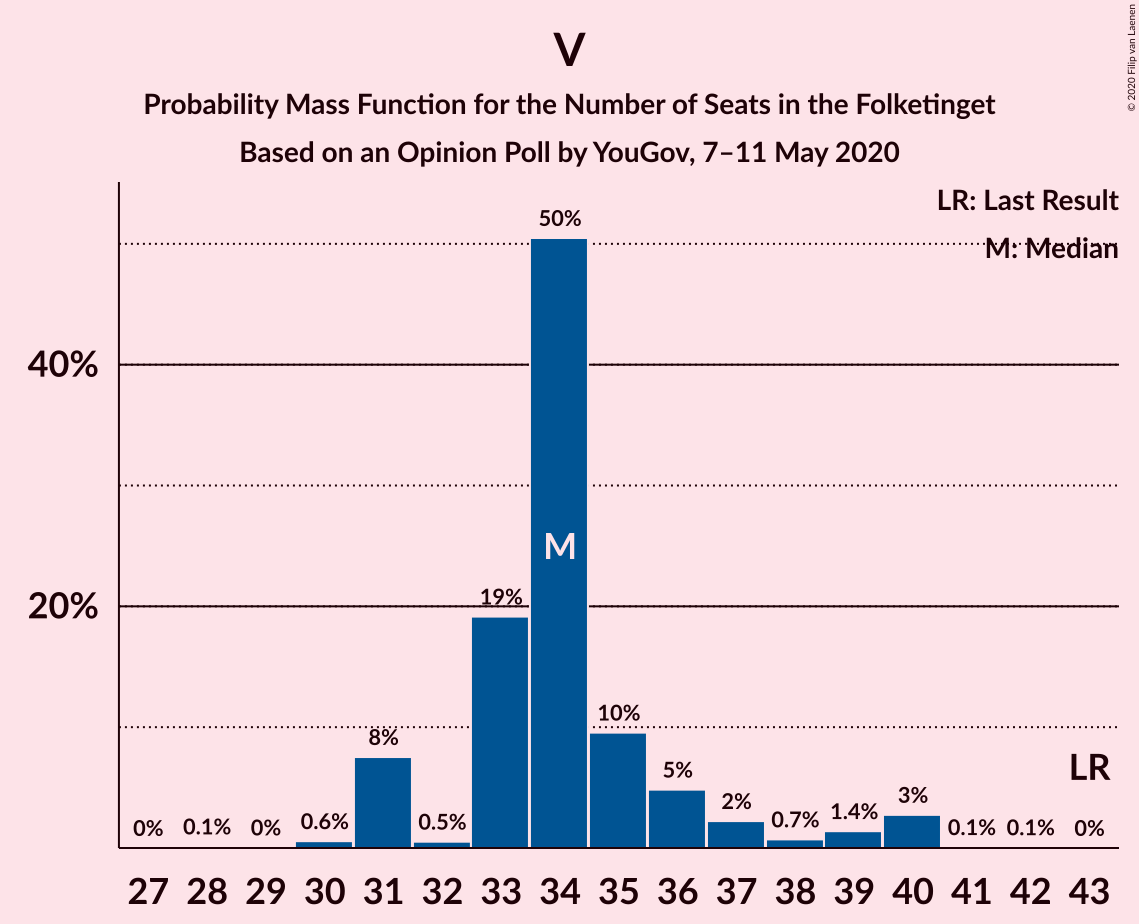 V
Probability Mass Function for the Number of Seats in the Folketinget
Based on an Opinion Poll by YouGov, 7–11 May 2020
© 2020 Filip van Laenen
LR: Last Result
M: Median
50%
40%
M
20%
19%
10%
8%
LR
5%
3%
2%
1.4%
0% 0.1% 0% 0.6% 0.5% 0.7% 0.1% 0.1% 0%
27 28 29 30 31 32 33 34 35 36 37 38 39 40 41 42 43